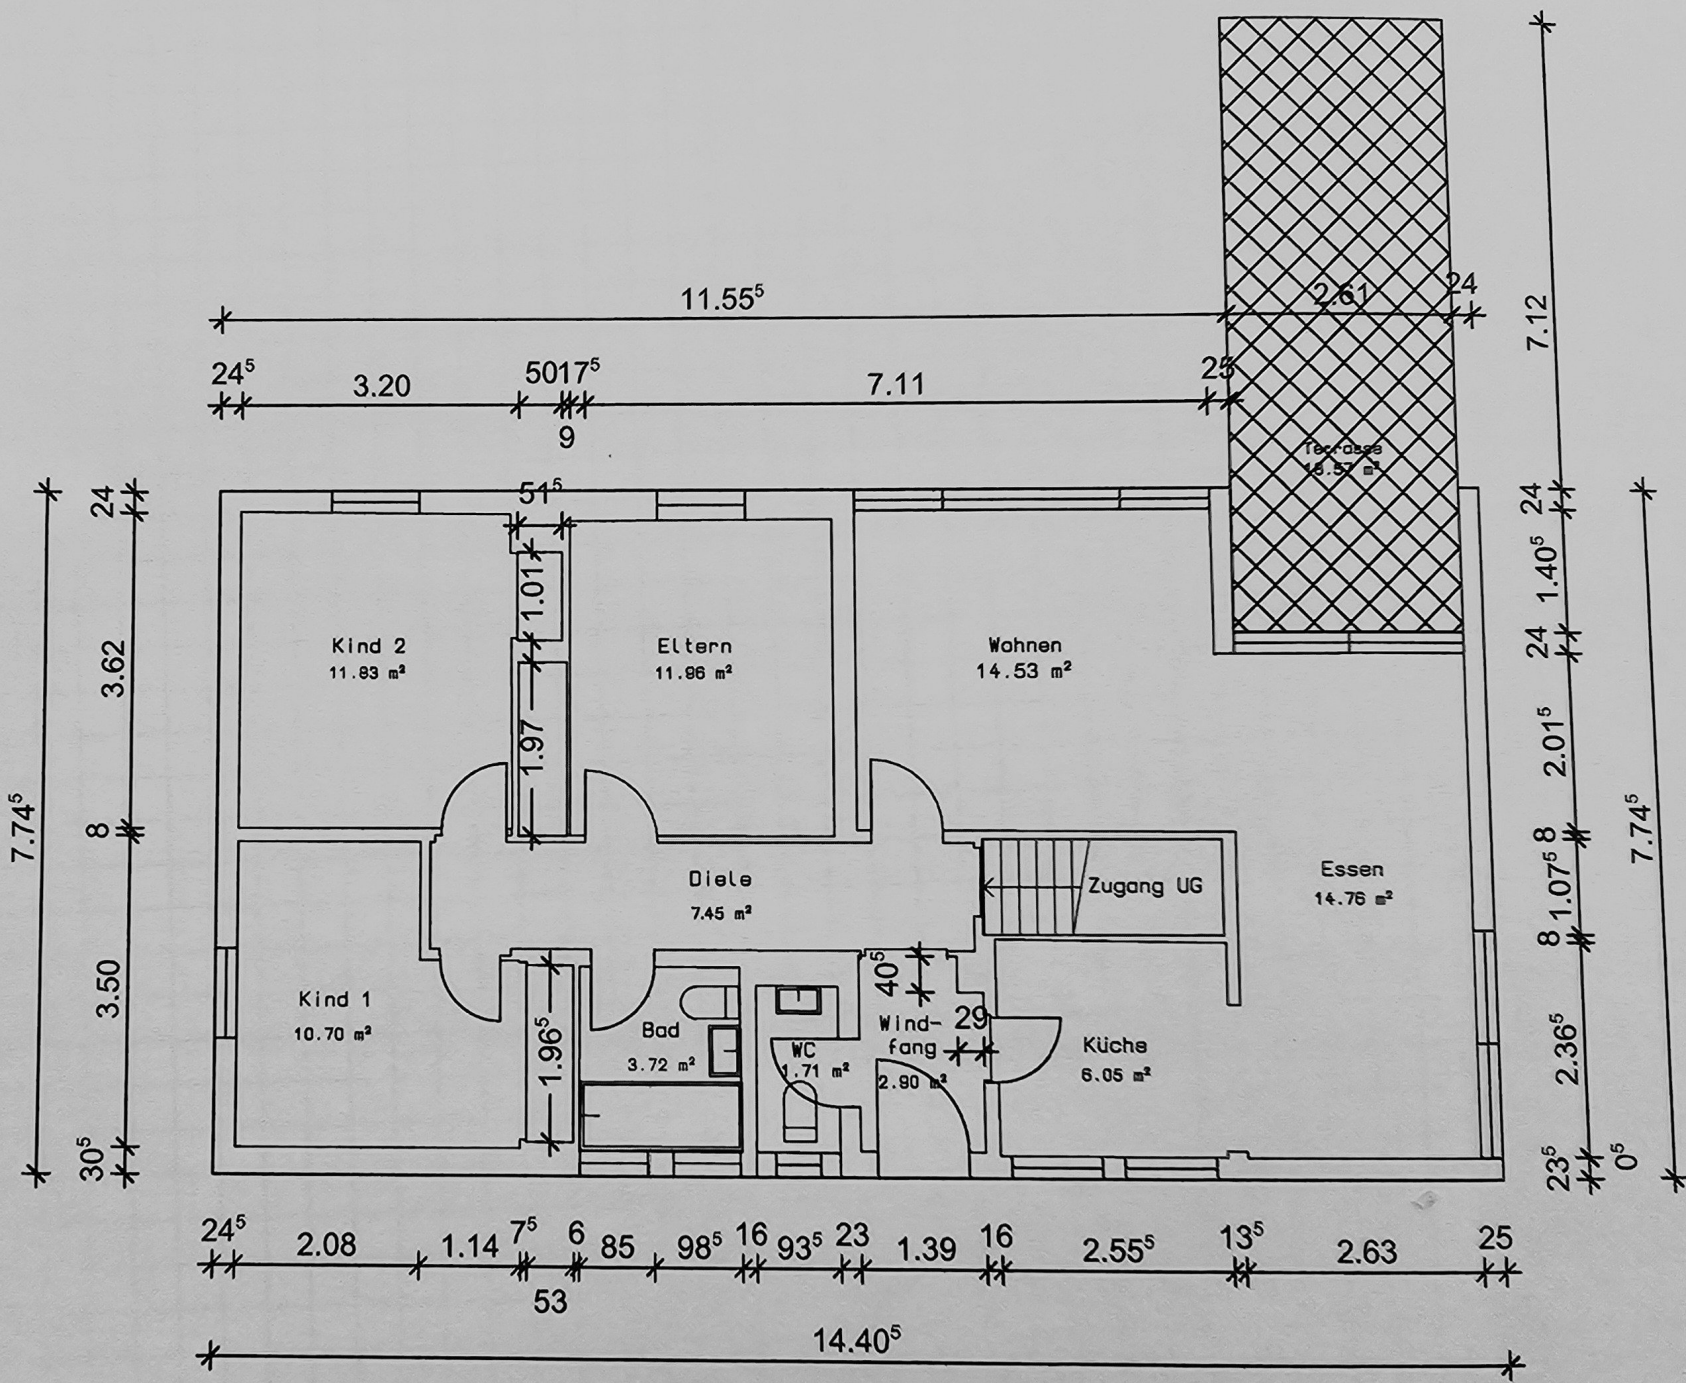 11.55⁵
2.61
24
7.12
24⁵
3.20
50
17⁵
9
7.11
25
Terrasse
18.57 m²
24
51⁵
24
7.74⁵
3.62
1.01
Kind 2
11.83 m²
Eltern
11.96 m²
Wohnen
14.53 m²
1.40⁵
24
1.97
2.01⁵
8
7.74⁵
8
Diele
7.45 m²
Zugang UG
Essen
14.76 m²
1.07⁵
8
3.50
Kind 1
10.70 m²
1.96⁵
Bad
3.72 m²
WC
1.71 m²
40⁵
29
Wind-
fang
2.90 m²
Küche
6.05 m²
2.36⁵
30⁵
23⁵
0⁵
24⁵
2.08
1.14
7⁵
53
6
85
98⁵
16
93⁵
23
1.39
16
2.55⁵
13⁵
2.63
25
14.40⁵